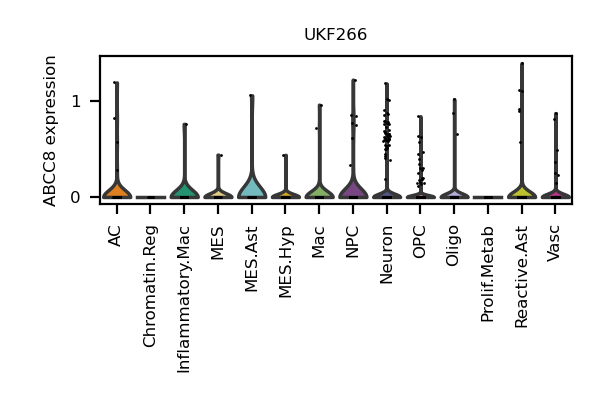 UKF266
ABCC8 expression
1
0
AC
Chromatin.Reg
Inflammatory.Mac
MES
MES.Ast
MES.Hyp
Mac
NPC
Neuron
OPC
Oligo
Prolif.Metab
Reactive.Ast
Vasc